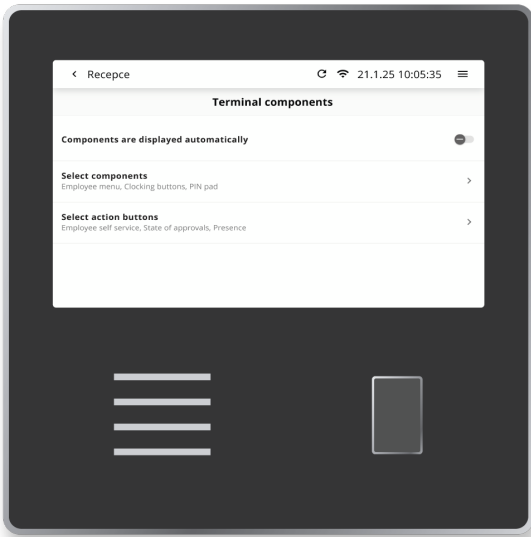 Recepce
21.1.25 10:05:35
Terminal components
Components are displayed automatically
Select components
Employee menu, Clocking buttons, PIN pad
Select action buttons
Employee self service, State of approvals, Presence